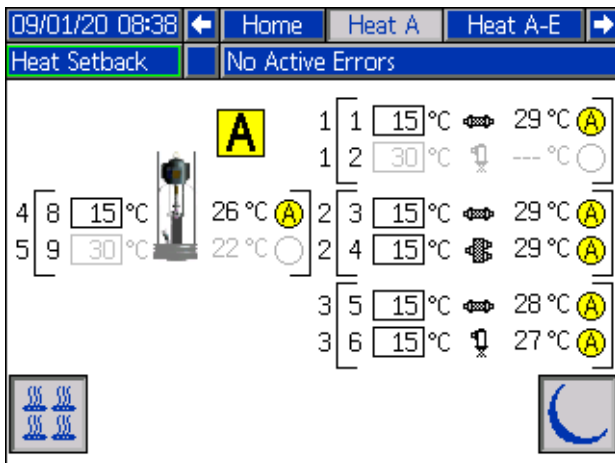 09/01/20 08:38 Home Heat A Heat A-E
Heat Setback No Active Errors
A
1 1 15 °C 29 °C A
1 2 30 °C --- °C
4 8 15 °C 26 °C A
5 9 30 °C 22 °C
2 3 15 °C 29 °C A
2 4 15 °C 29 °C A
3 5 15 °C 28 °C A
3 6 15 °C 27 °C A